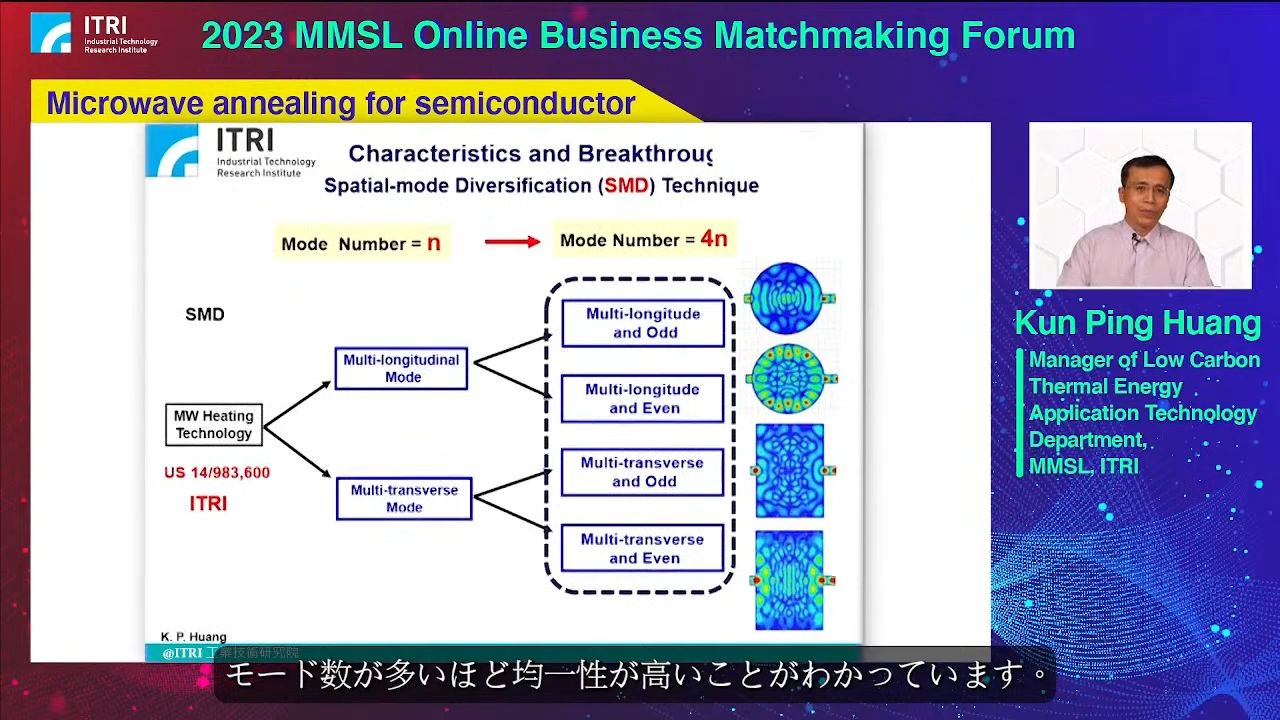 ITRI
Industrial Technology
Research Institute
2023 MMSL Online Business Matchmaking Forum
Microwave annealing for semiconductor
ITRI
Industrial Technology
Research Institute
Characteristics and Breakthroug
Spatial-mode Diversification (SMD) Technique
Mode Number = n
Mode Number = 4n
SMD
MW Heating
Technology
US 14/983,600
ITRI
Multi-longitudinal
Mode
Multi-transverse
Mode
Multi-longitude
and Odd
Multi-longitude
and Even
Multi-transverse
and Odd
Multi-transverse
and Even
K. P. Huang
@ITRI 工業技術研究院
Kun Ping Huang
Manager of Low Carbon
Thermal Energy
Application Technology
Department,
MMSL, ITRI
モード数が多いほど均一性が高いことがわかっています。